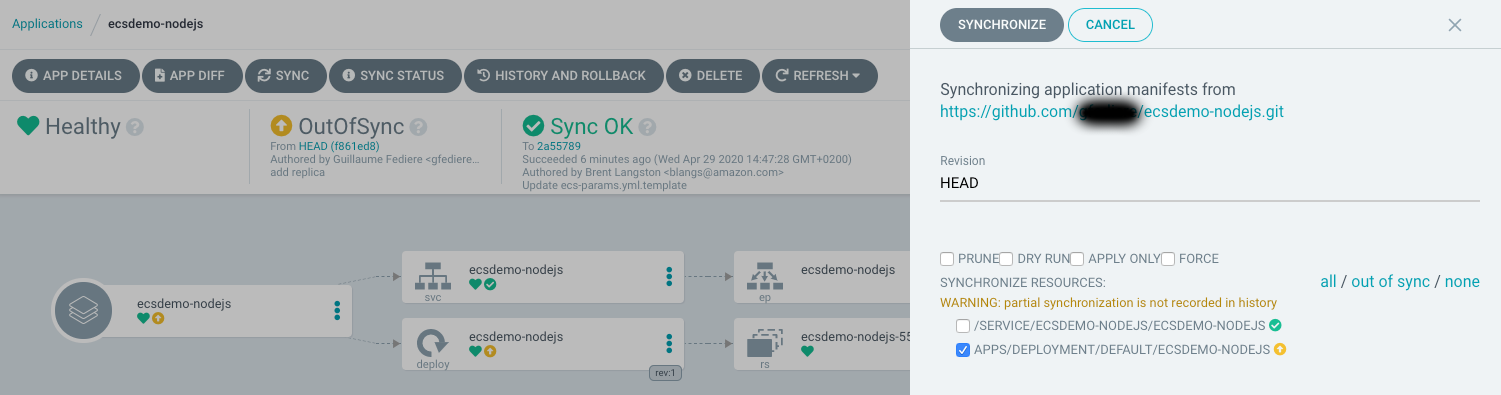 Applications / ecsdemo-nodejs
APP DETAILS APP DIFF SYNC SYNC STATUS HISTORY AND ROLLBACK DELETE REFRESH
Healthy
OutOfSync
From HEAD (f861ed8)
Authored by Guillaume Fediere <gfediere...
add replica
Sync OK
To 2a55789
Succeeded 6 minutes ago (Wed Apr 29 2020 14:47:28 GMT+0200)
Authored by Brent Langston <blangs@amazon.com>
Update ecs-params.yml.template
ecsdemo-nodejs
ecsdemo-nodejs
svc
ecsdemo-nodejs
ep
ecsdemo-nodejs
deploy
rev:1
ecsdemo-nodejs-55
rs
SYNCHRONIZE CANCEL
Synchronizing application manifests from
https://github.com/ /ecsdemo-nodejs.git
Revision
HEAD
PRUNE DRY RUN APPLY ONLY FORCE
SYNCHRONIZE RESOURCES: all / out of sync / none
WARNING: partial synchronization is not recorded in history
/SERVICE/ECSDEMO-NODEJS/ECSDEMO-NODEJS
APPS/DEPLOYMENT/DEFAULT/ECSDEMO-NODEJS